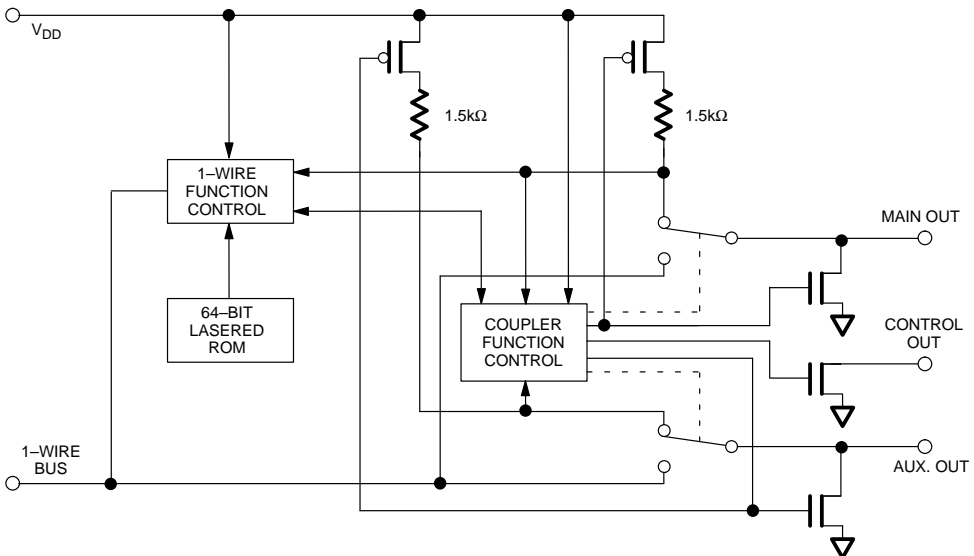 VDD
1.5kΩ
1.5kΩ
1–WIRE
FUNCTION
CONTROL
MAIN OUT
64–BIT
LASERED
ROM
COUPLER
FUNCTION
CONTROL
CONTROL
OUT
1–WIRE
BUS
AUX. OUT